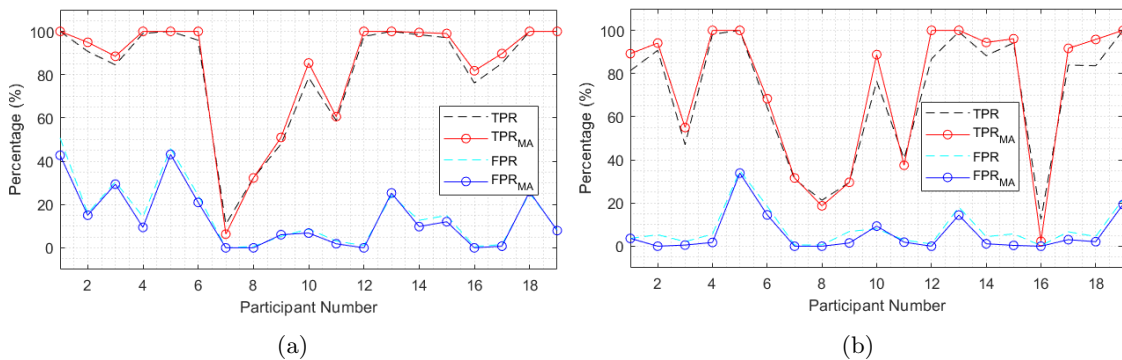 100
80
60
40
20
0
Percentage (%)
TPR
TPR_MA
FPR
FPR_MA
2 4 6 8 10 12 14 16 18
Participant Number
(a)
100
80
60
40
20
0
Percentage (%)
TPR
TPR_MA
FPR
FPR_MA
2 4 6 8 10 12 14 16 18
Participant Number
(b)